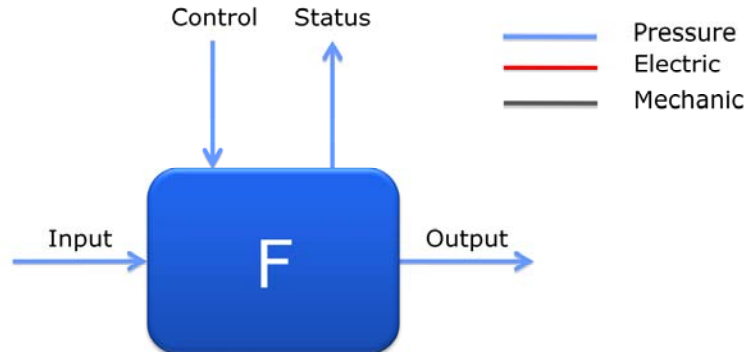 Control Status
Pressure
Electric
Mechanic
Input
F
Output